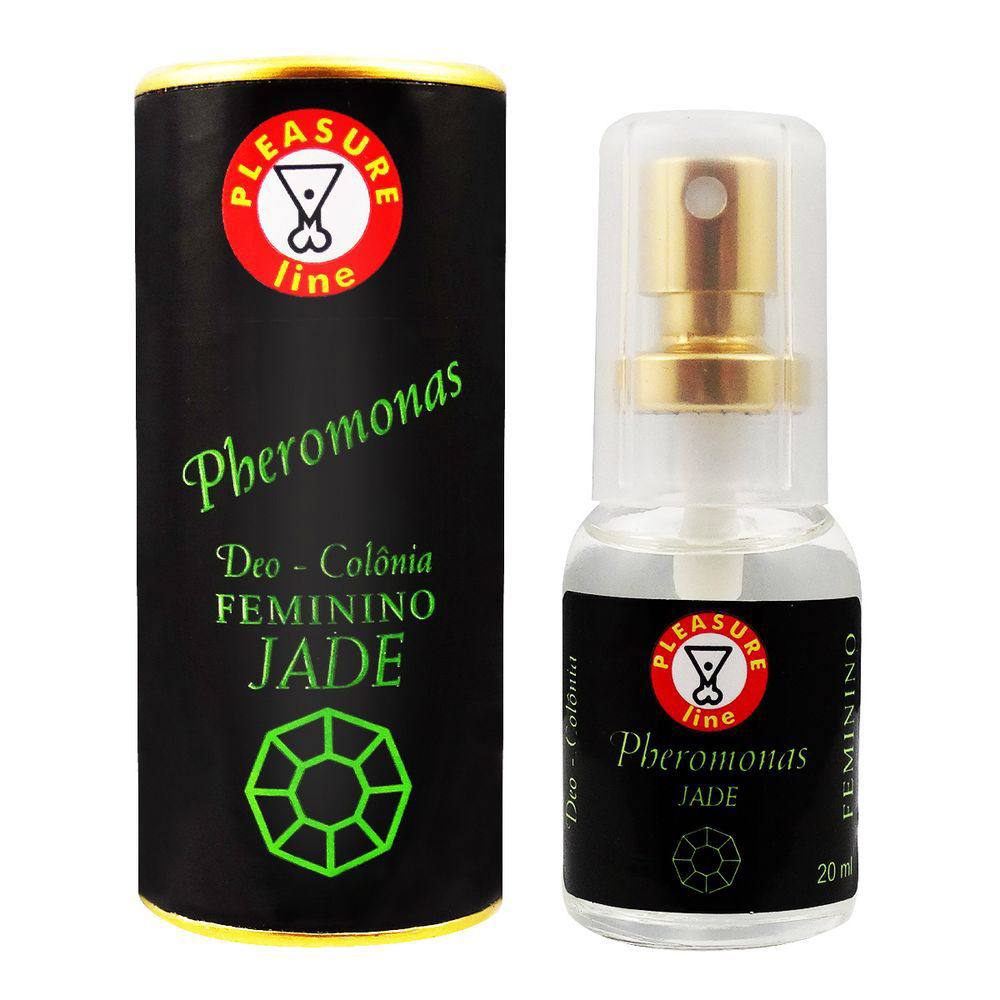 PLEASURE
line
Pheromonas
Deo - Colônia
FEMININO
JADE
PLEASURE
line
Pheromonas
JADE
Deo - Colônia
FEMININO
20 ml